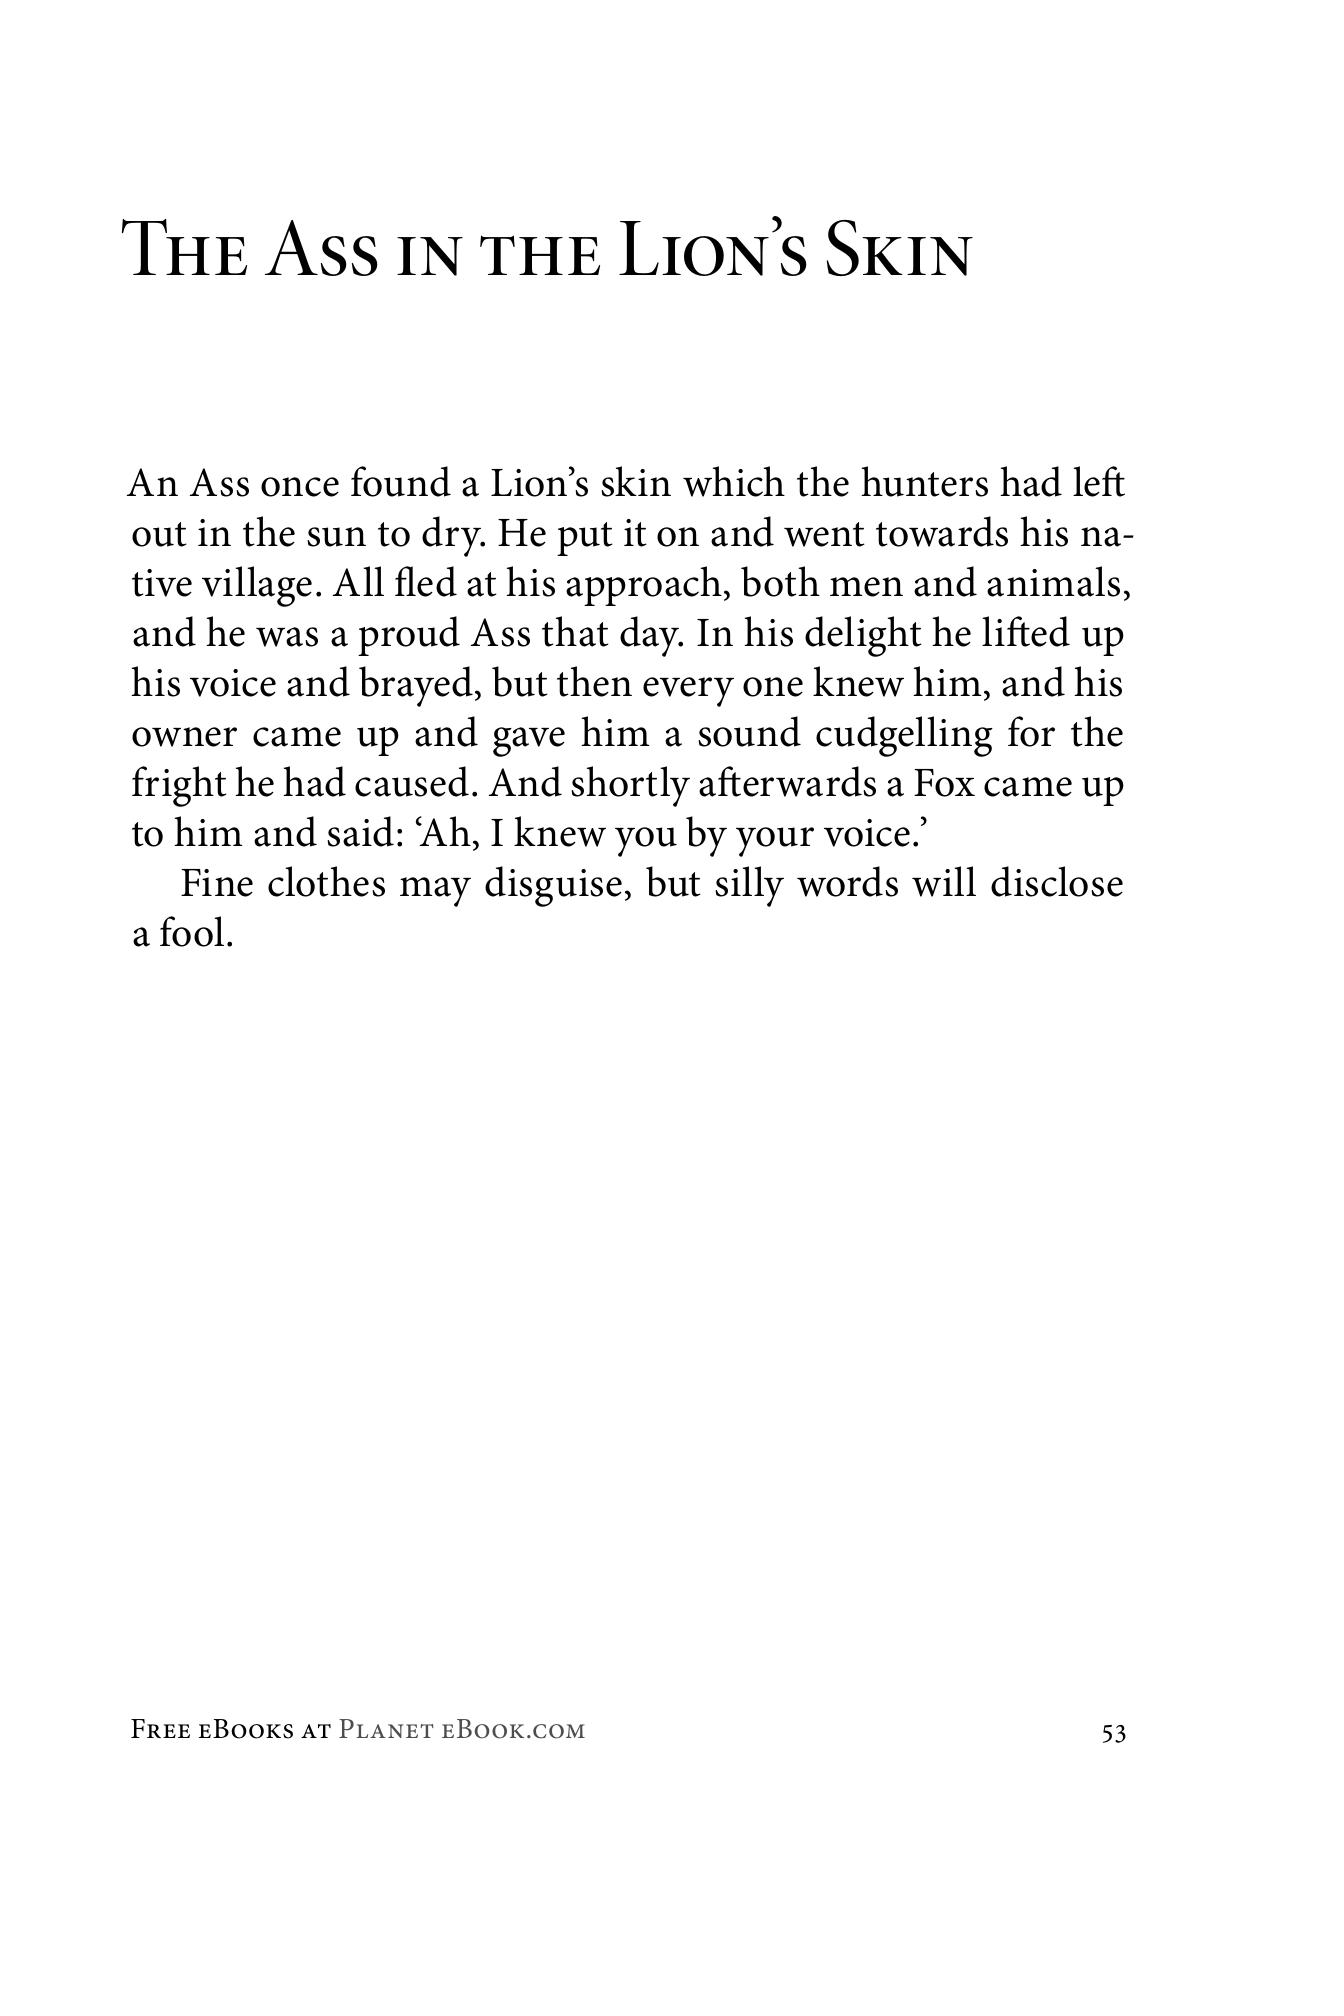 The Ass in the Lion’s Skin
An Ass once found a Lion’s skin which the hunters had left
out in the sun to dry. He put it on and went towards his na-
tive village. All fled at his approach, both men and animals,
and he was a proud Ass that day. In his delight he lifted up
his voice and brayed, but then every one knew him, and his
owner came up and gave him a sound cudgelling for the
fright he had caused. And shortly afterwards a Fox came up
to him and said: ‘Ah, I knew you by your voice.’
Fine clothes may disguise, but silly words will disclose
a fool.
Free eBooks at Planet eBook.com 53